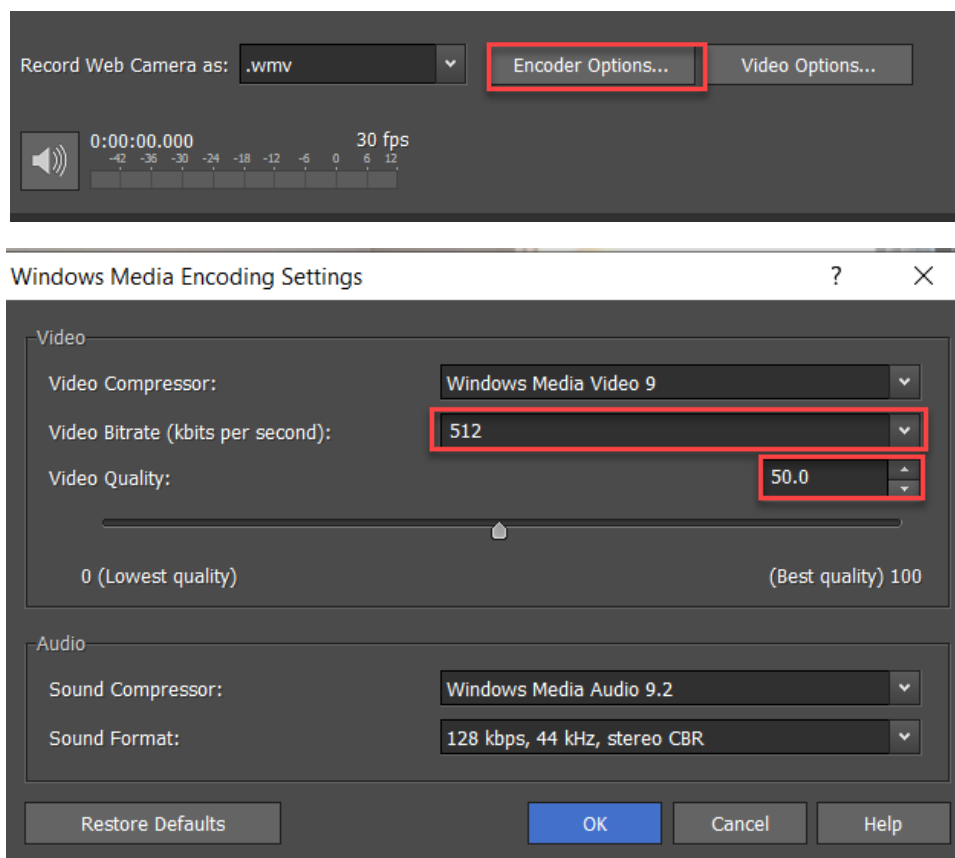 Record Web Camera as: .wmv Encoder Options... Video Options...
0:00:00.000 30 fps
-42 -36 -30 -24 -18 -12 -6 0 6 12
Windows Media Encoding Settings ?
Video
Video Compressor: Windows Media Video 9
Video Bitrate (kbits per second): 512
Video Quality: 50.0
0 (Lowest quality) (Best quality) 100
Audio
Sound Compressor: Windows Media Audio 9.2
Sound Format: 128 kbps, 44 kHz, stereo CBR
Restore Defaults OK Cancel Help